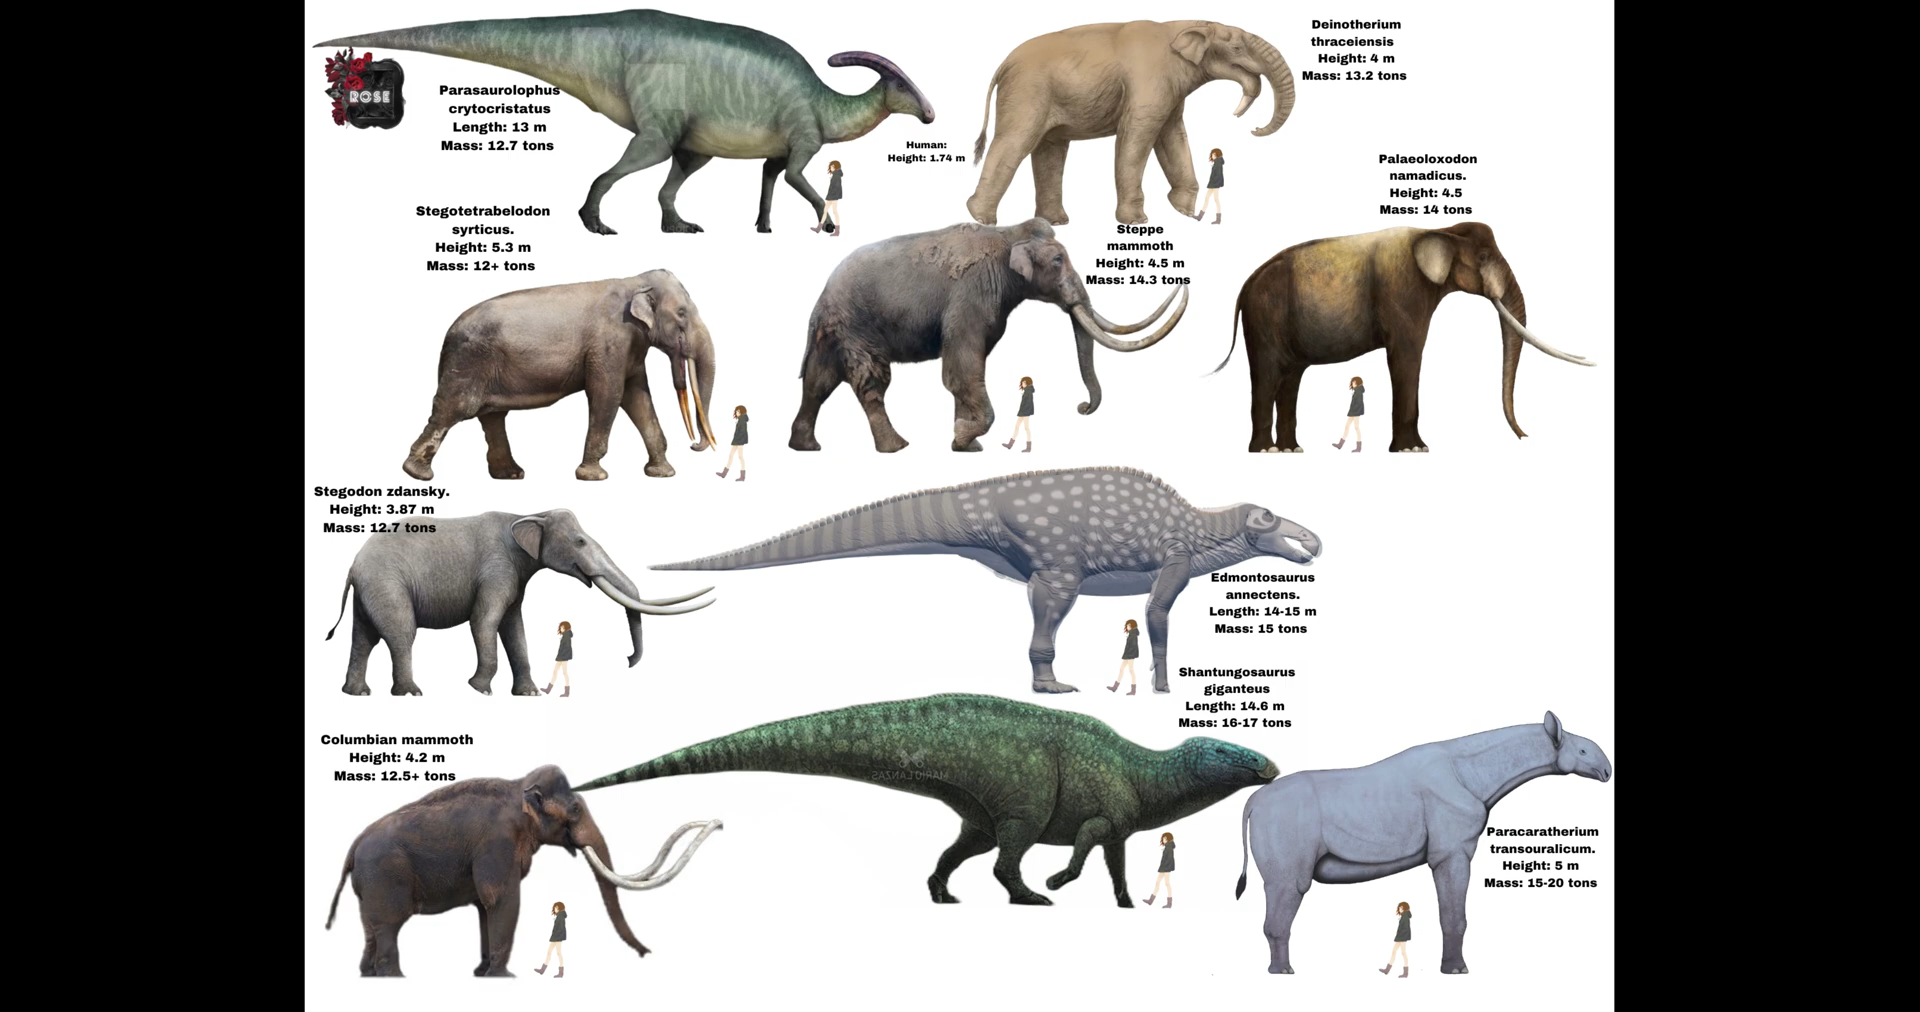 Parasaurolophus
crytocristatus
Length: 13 m
Mass: 12.7 tons
ROSE
Human:
Height: 1.74 m
Deinotherium
thraceiensis
Height: 4 m
Mass: 13.2 tons
Stegotetrabelodon
syrticus.
Height: 5.3 m
Mass: 12+ tons
Steppe
mammoth
Height: 4.5 m
Mass: 14.3 tons
Palaeoloxodon
namadicus.
Height: 4.5
Mass: 14 tons
Stegodon zdansky.
Height: 3.87 m
Mass: 12.7 tons
Edmontosaurus
annectens.
Length: 14-15 m
Mass: 15 tons
Shantungosaurus
giganteus
Length: 14.6 m
Mass: 16-17 tons
MARIO LANZAS
Columbian mammoth
Height: 4.2 m
Mass: 12.5+ tons
Paracaratherium
transouralicum.
Height: 5 m
Mass: 15-20 tons